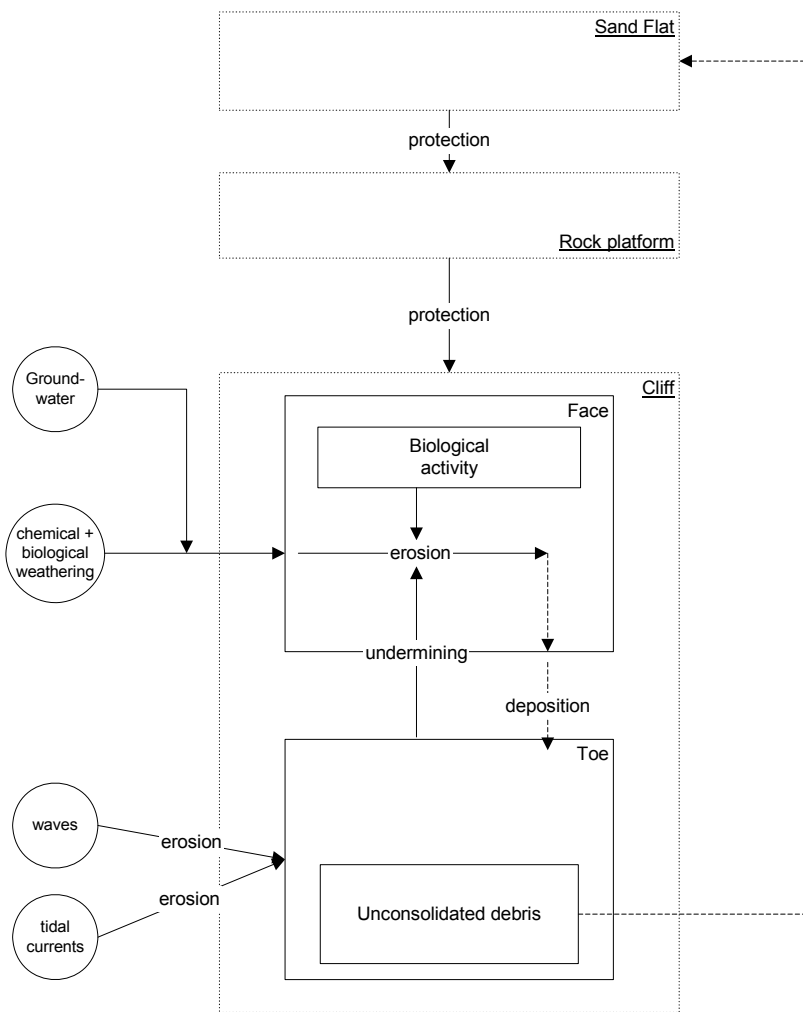 Sand Flat
protection
Rock platform
protection
Ground-
water
Cliff
Face
Biological
activity
chemical +
biological
weathering
erosion
undermining
deposition
Toe
waves
erosion
erosion
tidal
currents
Unconsolidated debris